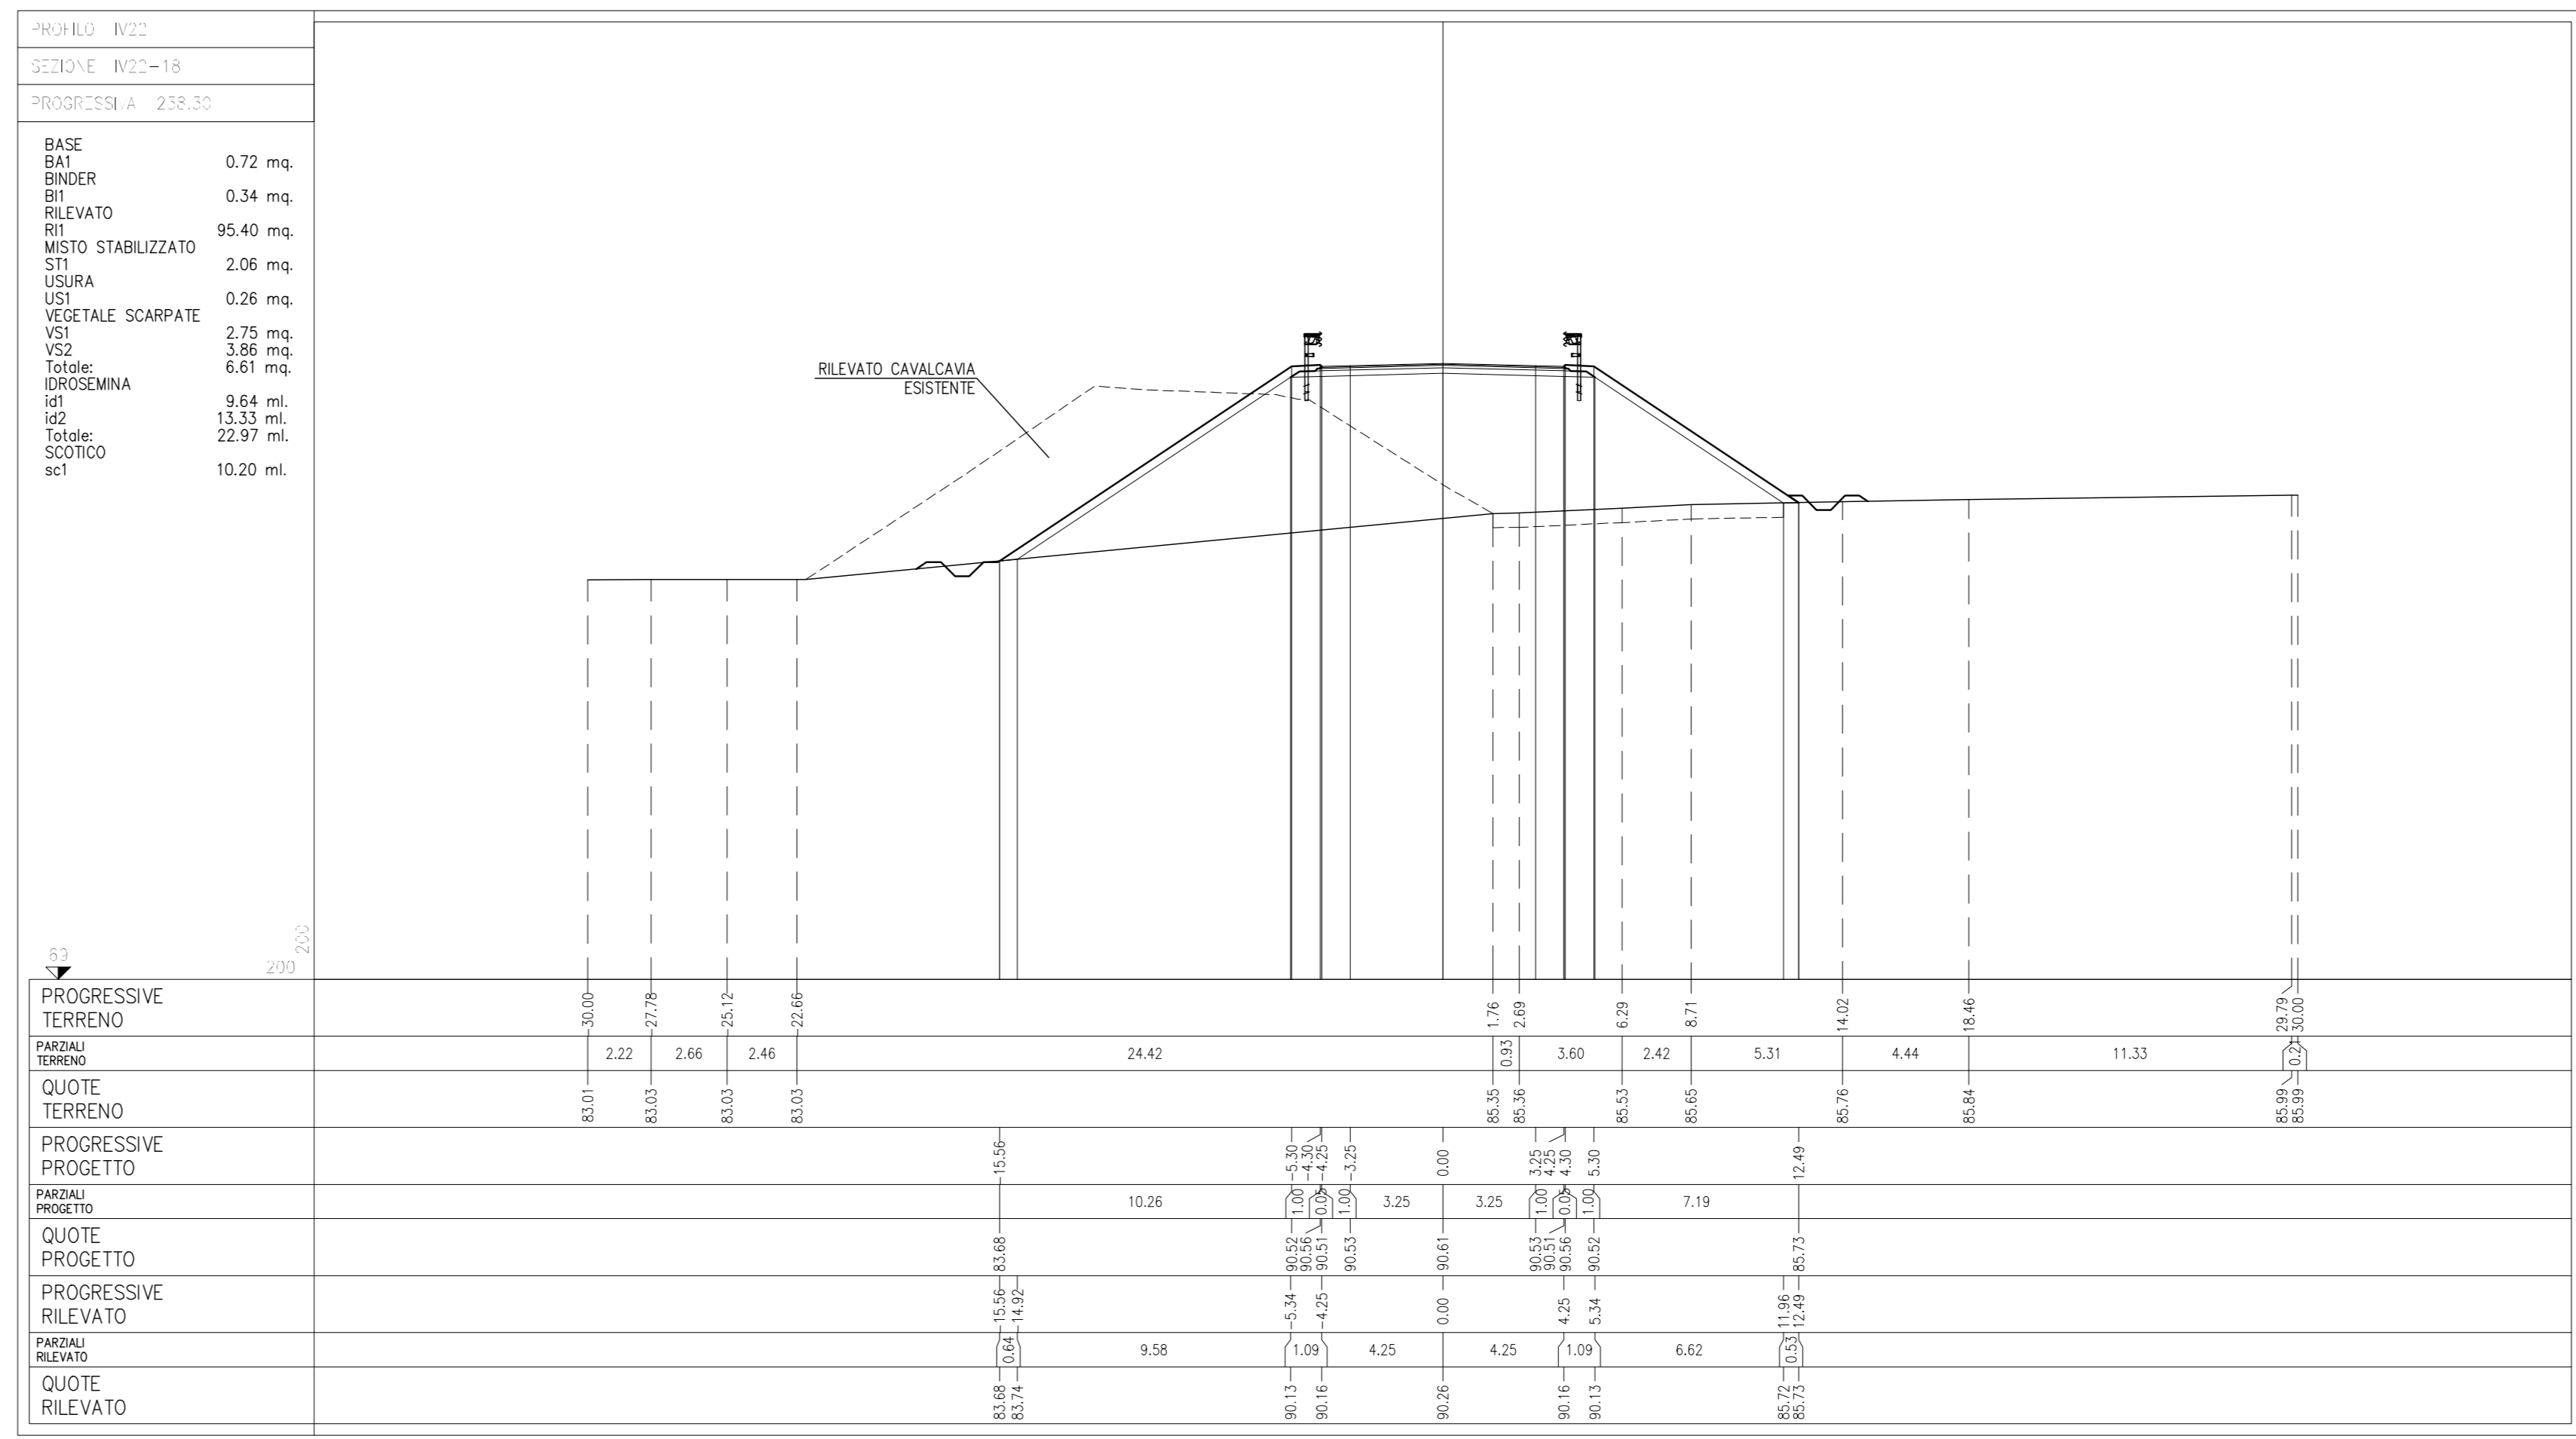 PROFILO IV22
SEZIONE IV22-18
PROGRESSIVA 238.30
BASE
BA1 0.72 mq.
BINDER
BI1 0.34 mq.
RILEVATO
RI1 95.40 mq.
MISTO STABILIZZATO
ST1 2.06 mq.
USURA
US1 0.26 mq.
VEGETALE SCARPATE
VS1 2.75 mq.
VS2 3.86 mq.
Totale: 6.61 mq.
IDROSEMINA
id1 9.64 ml.
id2 13.33 ml.
Totale: 22.97 ml.
SCOTICO
sc1 10.20 ml.
RILEVATO CAVALCAVIA
ESISTENTE
69
200
200
PROGRESSIVE
TERRENO
-30.00 -27.78 -25.12 -22.66 1.76 2.69 6.29 8.71 14.02 18.46 29.79 30.00
PARZIALI
TERRENO
2.22 2.66 2.46 24.42 0.93 3.60 2.42 5.31 4.44 11.33 0.21
QUOTE
TERRENO
83.01 83.03 83.03 83.03 85.35 85.36 85.53 85.65 85.76 85.84 85.99 85.99
PROGRESSIVE
PROGETTO
-15.56 -5.30 -4.30 -4.25 -3.25 0.00 3.25 4.25 4.30 5.30 12.49
PARZIALI
PROGETTO
10.26 1.00 0.05 1.00 3.25 3.25 1.00 0.05 1.00 7.19
QUOTE
PROGETTO
83.68 90.52 90.56 90.51 90.53 90.61 90.53 90.51 90.56 90.52 85.73
PROGRESSIVE
RILEVATO
-15.56 -14.92 -5.34 -4.25 0.00 4.25 5.34 11.96 12.49
PARZIALI
RILEVATO
0.64 9.58 1.09 4.25 4.25 1.09 6.62 0.53
QUOTE
RILEVATO
83.68 83.74 90.13 90.16 90.26 90.16 90.13 85.72 85.73